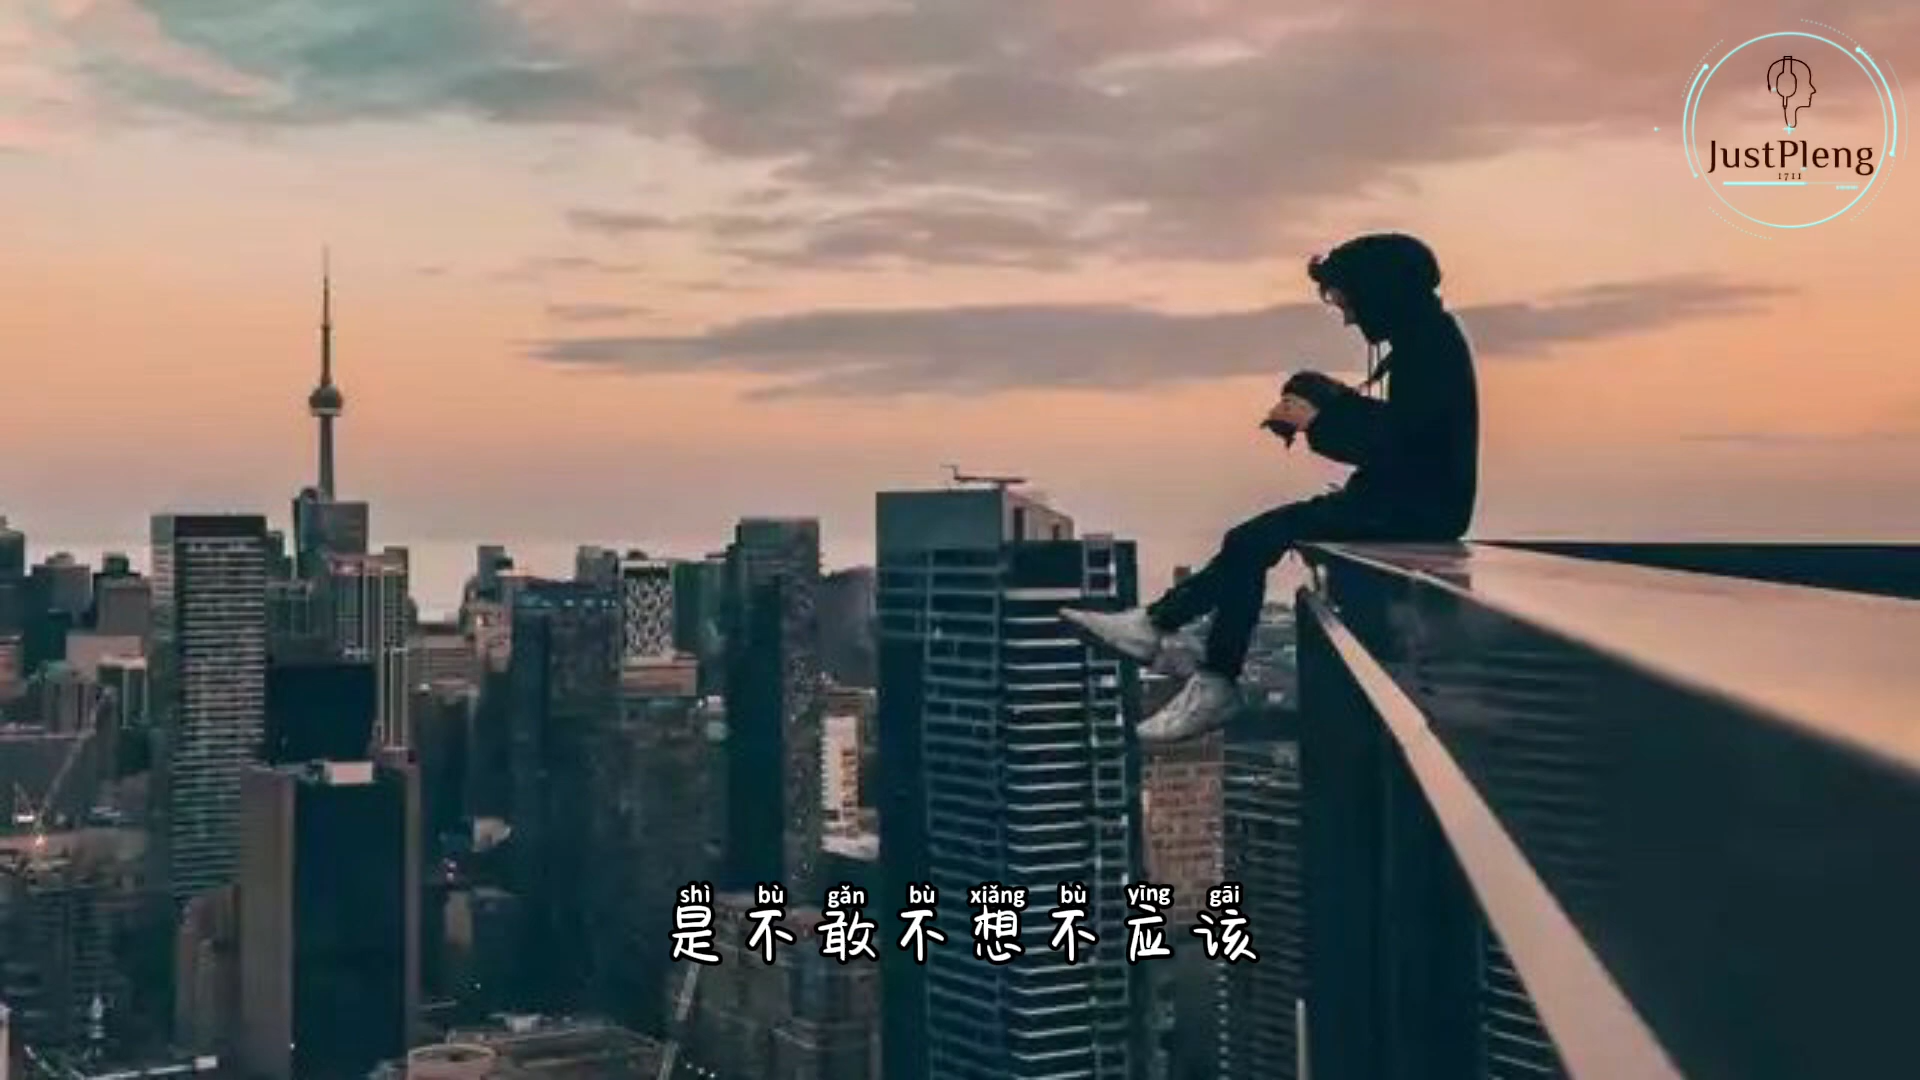 JustPleng
1711
shì bù gǎn bù xiǎng bù yīng gāi
是不敢不想不应该